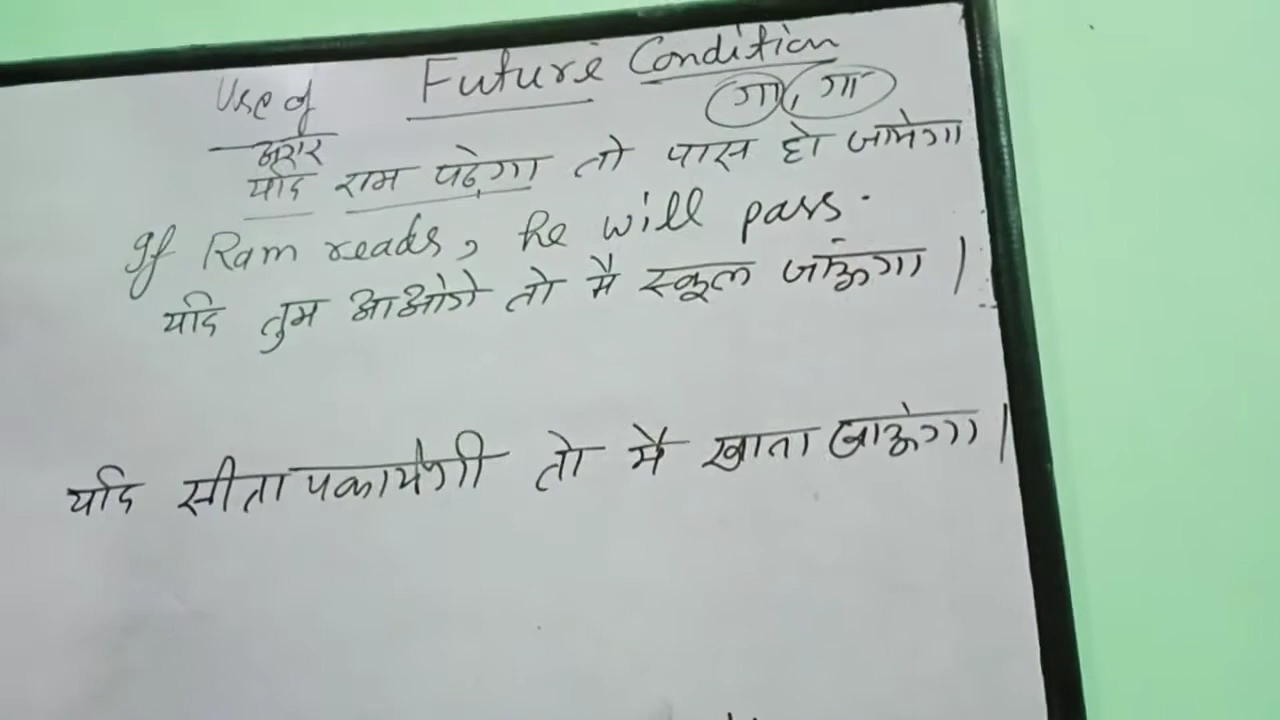 Use of Future Condition
गा, गा
अगर
यदि राम पढ़ेगा तो पास हो जायेगा
If Ram reads, he will pass.
यदि तुम आओगे तो मैं स्कूल जाऊंगा।
यदि सीता पकायेगी तो मैं खाता जाऊंगा।